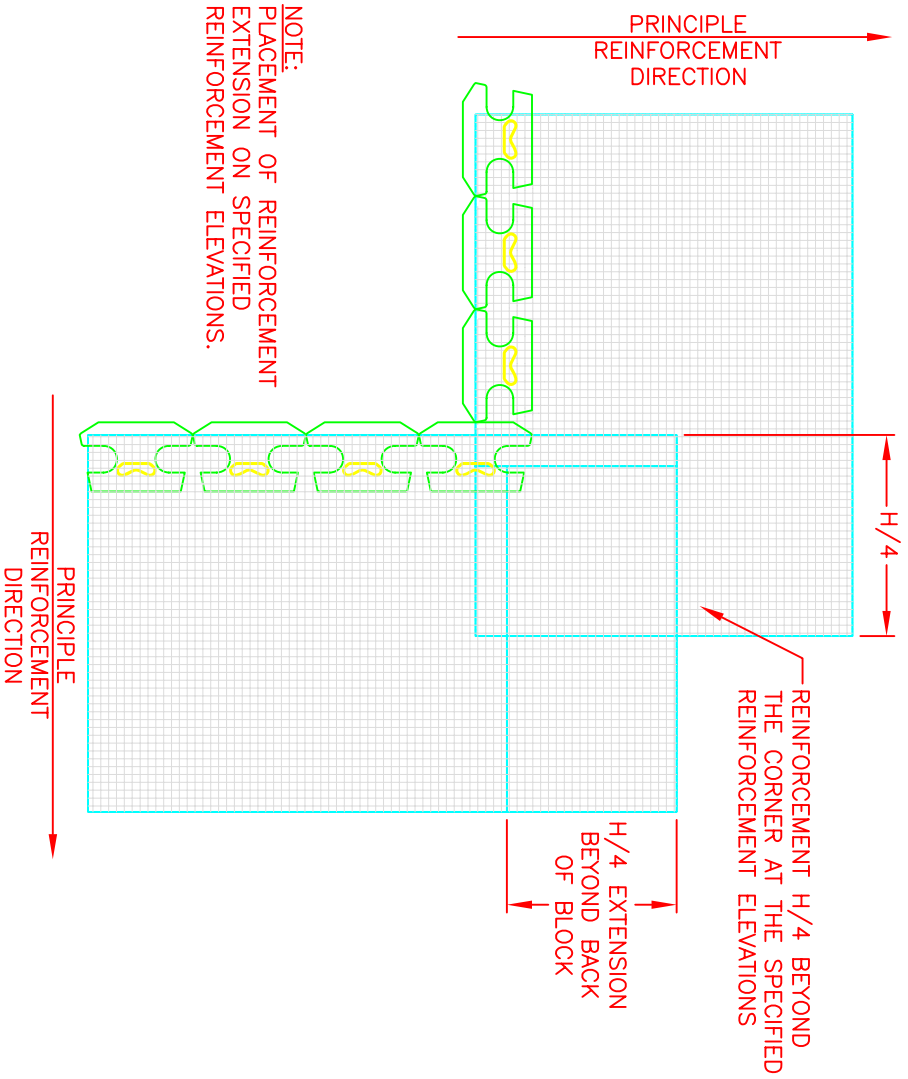 PRINCIPLE
REINFORCEMENT
DIRECTION
NOTE:
PLACEMENT OF REINFORCEMENT
EXTENSION ON SPECIFIED
REINFORCEMENT ELEVATIONS.
H/4
REINFORCEMENT H/4 BEYOND
THE CORNER AT THE SPECIFIED
REINFORCEMENT ELEVATIONS
H/4 EXTENSION
BEYOND BACK
OF BLOCK
PRINCIPLE
REINFORCEMENT
DIRECTION